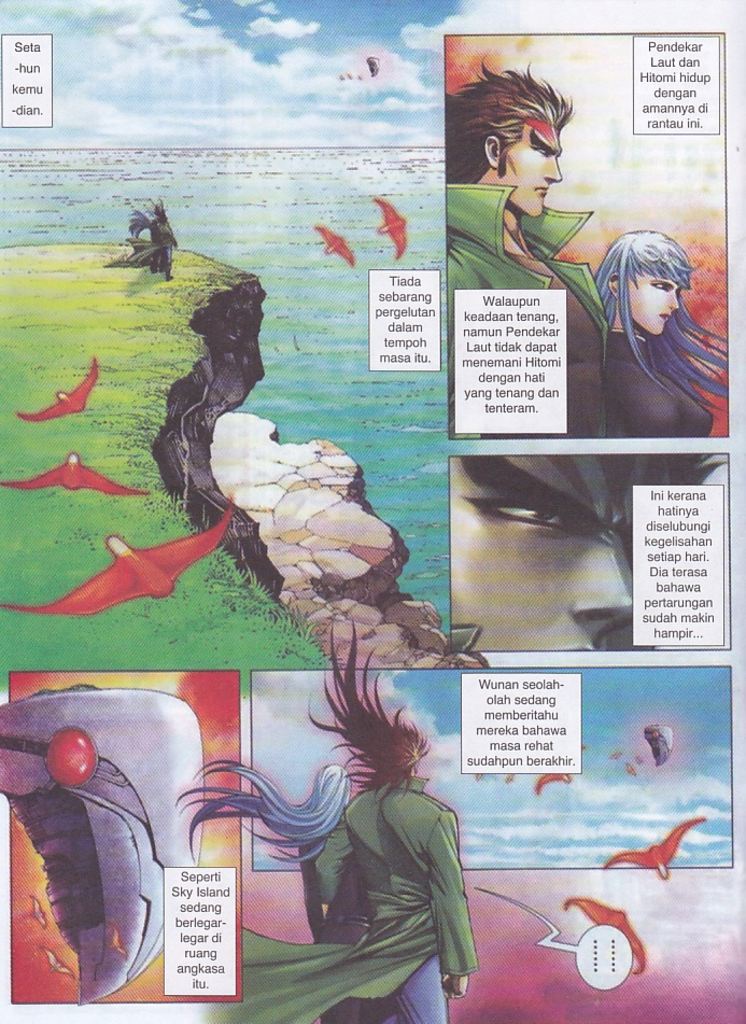 Seta
-hun
kemu
-dian.
Pendekar
Laut dan
Hitomi hidup
dengan
amannya di
rantau ini.
Tiada
sebarang
pergelutan
dalam
tempoh
masa itu.
Walaupun
keadaan tenang,
namun Pendekar
Laut tidak dapat
menemani Hitomi
dengan hati
yang tenang dan
tenteram.
Ini kerana
hatinya
diselubungi
kegelisahan
setiap hari.
Dia terasa
bahawa
pertarungan
sudah makin
hampir...
Seperti
Sky Island
sedang
berlegar-
legar di
ruang
angkasa
itu.
Wunan seolah-
olah sedang
memberitahu
mereka bahawa
masa rehat
sudahpun berakhir.
......